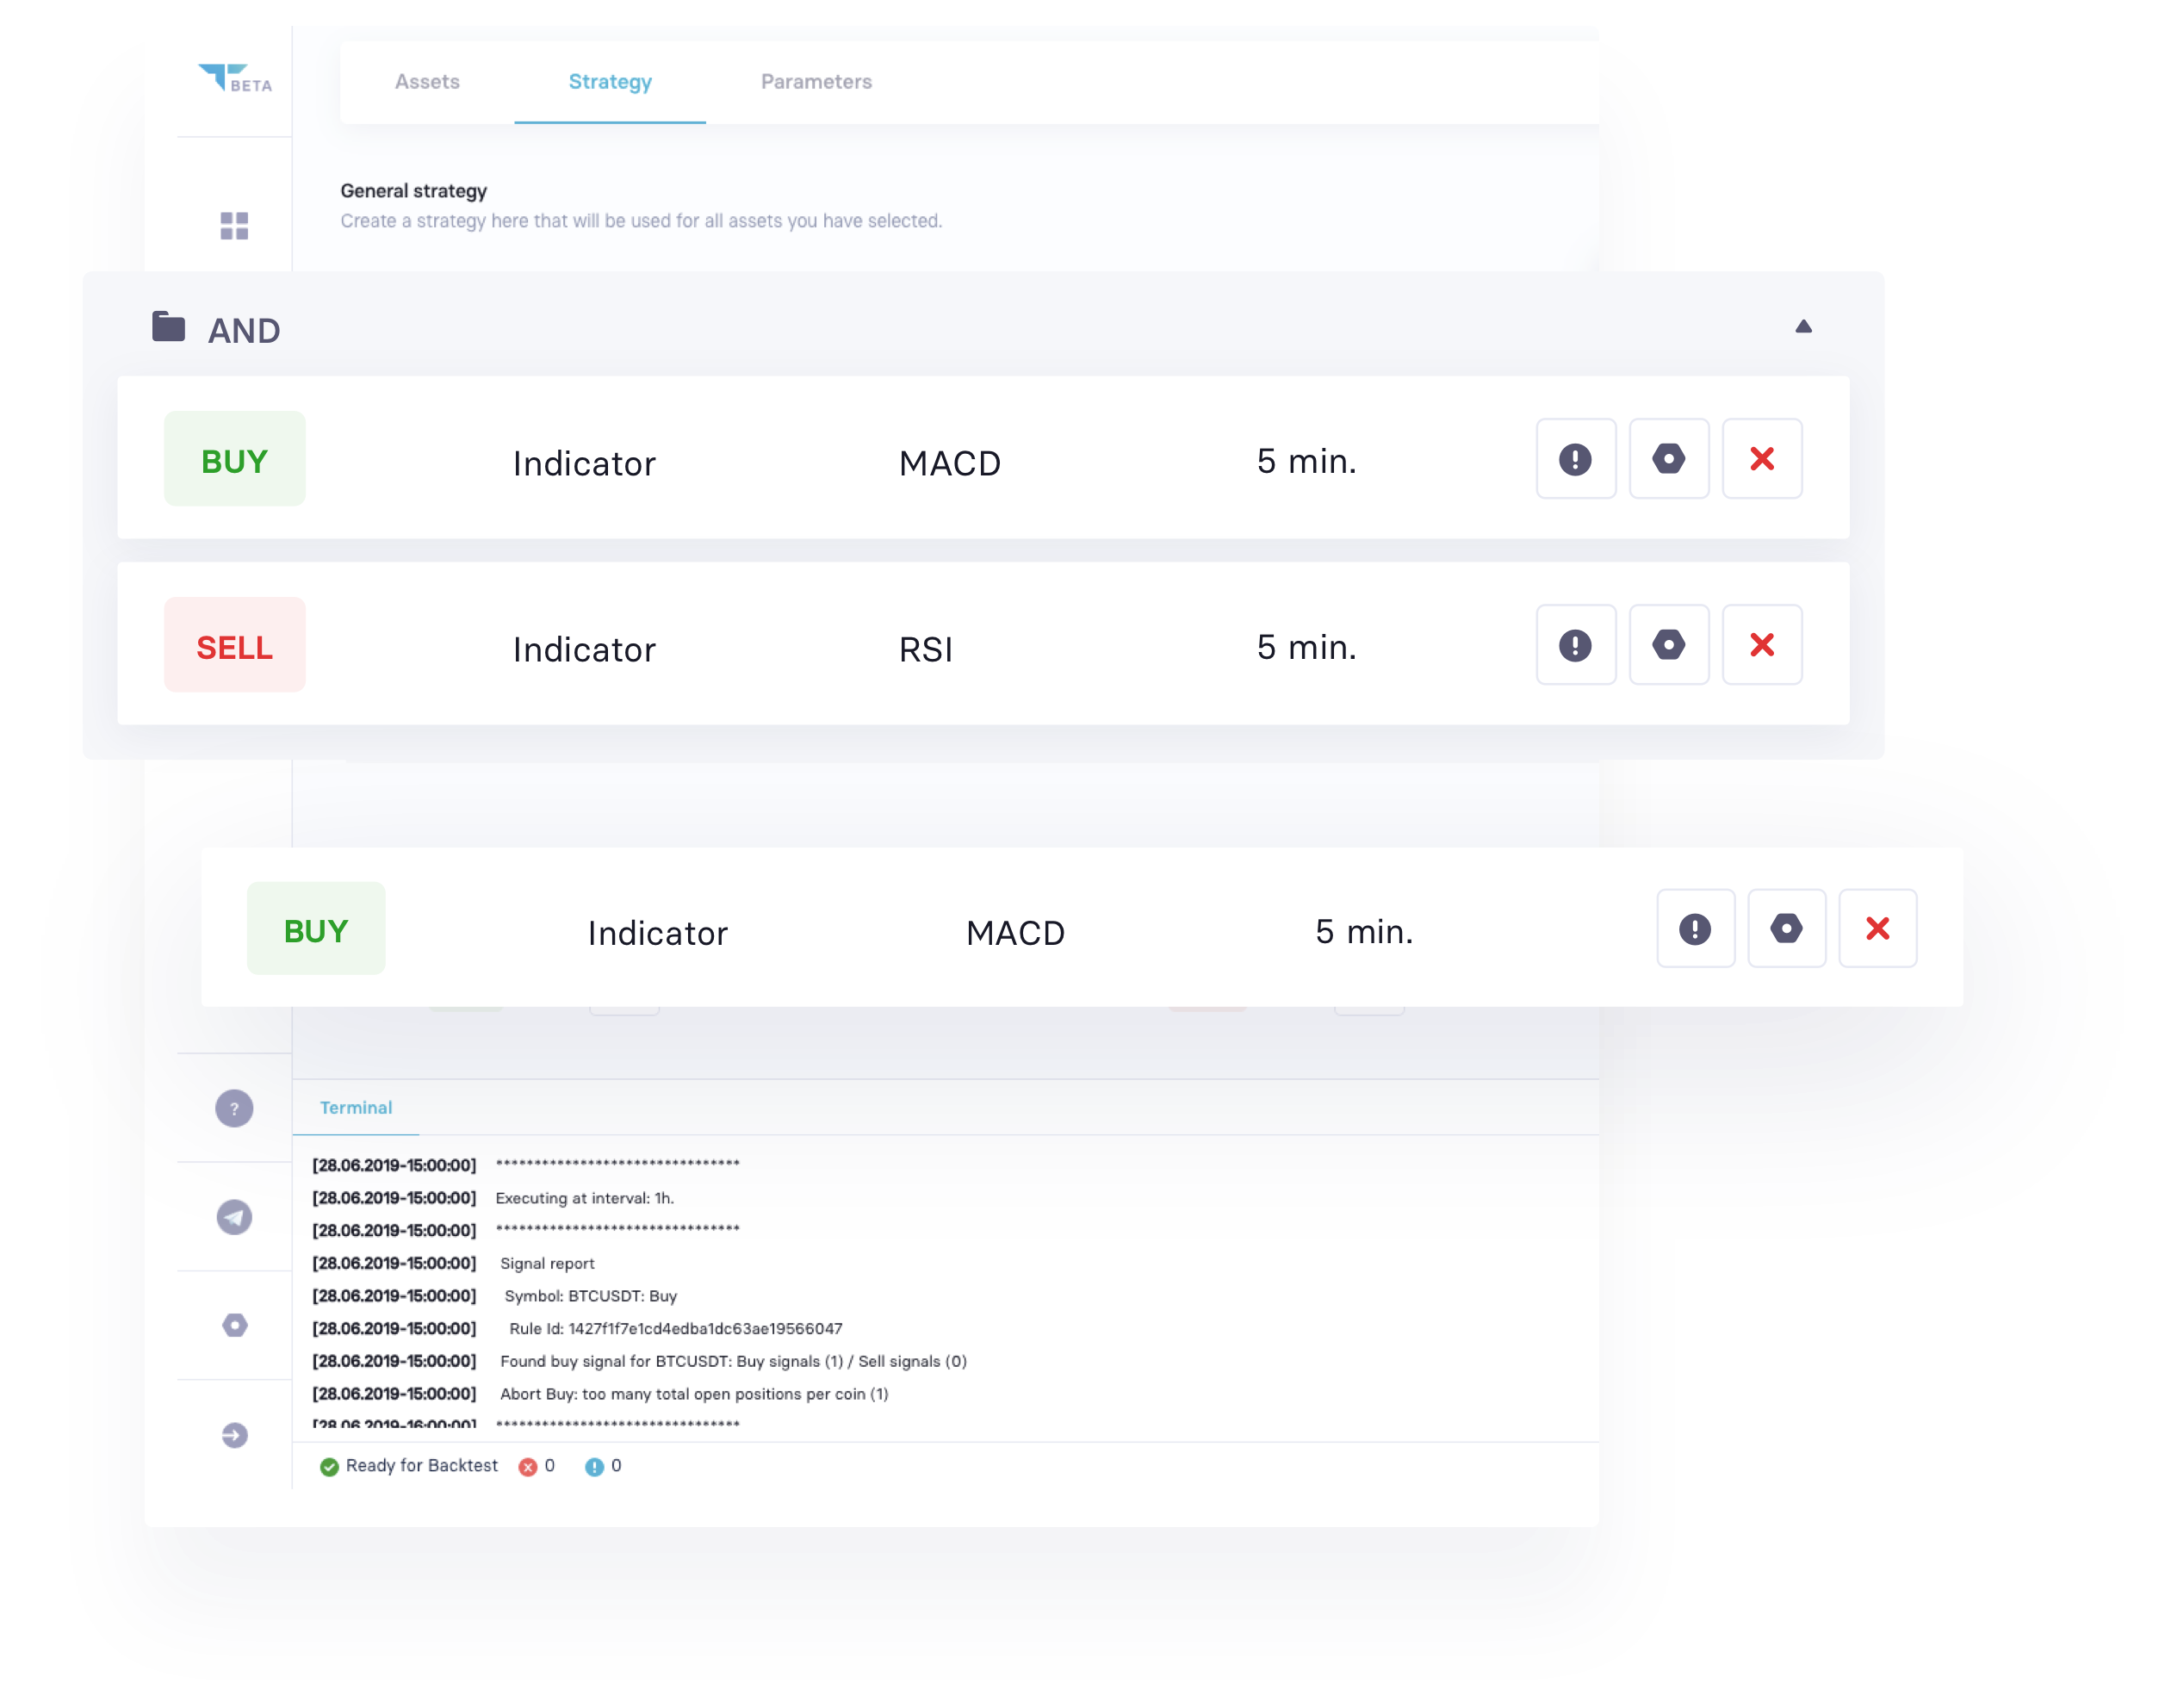 BETA
Assets Strategy Parameters
General strategy
Create a strategy here that will be used for all assets you have selected.
AND
BUY Indicator MACD 5 min.
SELL Indicator RSI 5 min.
BUY Indicator MACD 5 min.
?
Terminal
[28.06.2019-15:00:00] ********************************
[28.06.2019-15:00:00] Executing at interval: 1h.
[28.06.2019-15:00:00] ********************************
[28.06.2019-15:00:00] Signal report
[28.06.2019-15:00:00] Symbol: BTCUSDT: Buy
[28.06.2019-15:00:00] Rule Id: 1427f1f7e1cd4edba1dc63ae19566047
[28.06.2019-15:00:00] Found buy signal for BTCUSDT: Buy signals (1) / Sell signals (0)
[28.06.2019-15:00:00] Abort Buy: too many total open positions per coin (1)
[28.06.2019-16:00:00] ********************************
Ready for Backtest 0 0